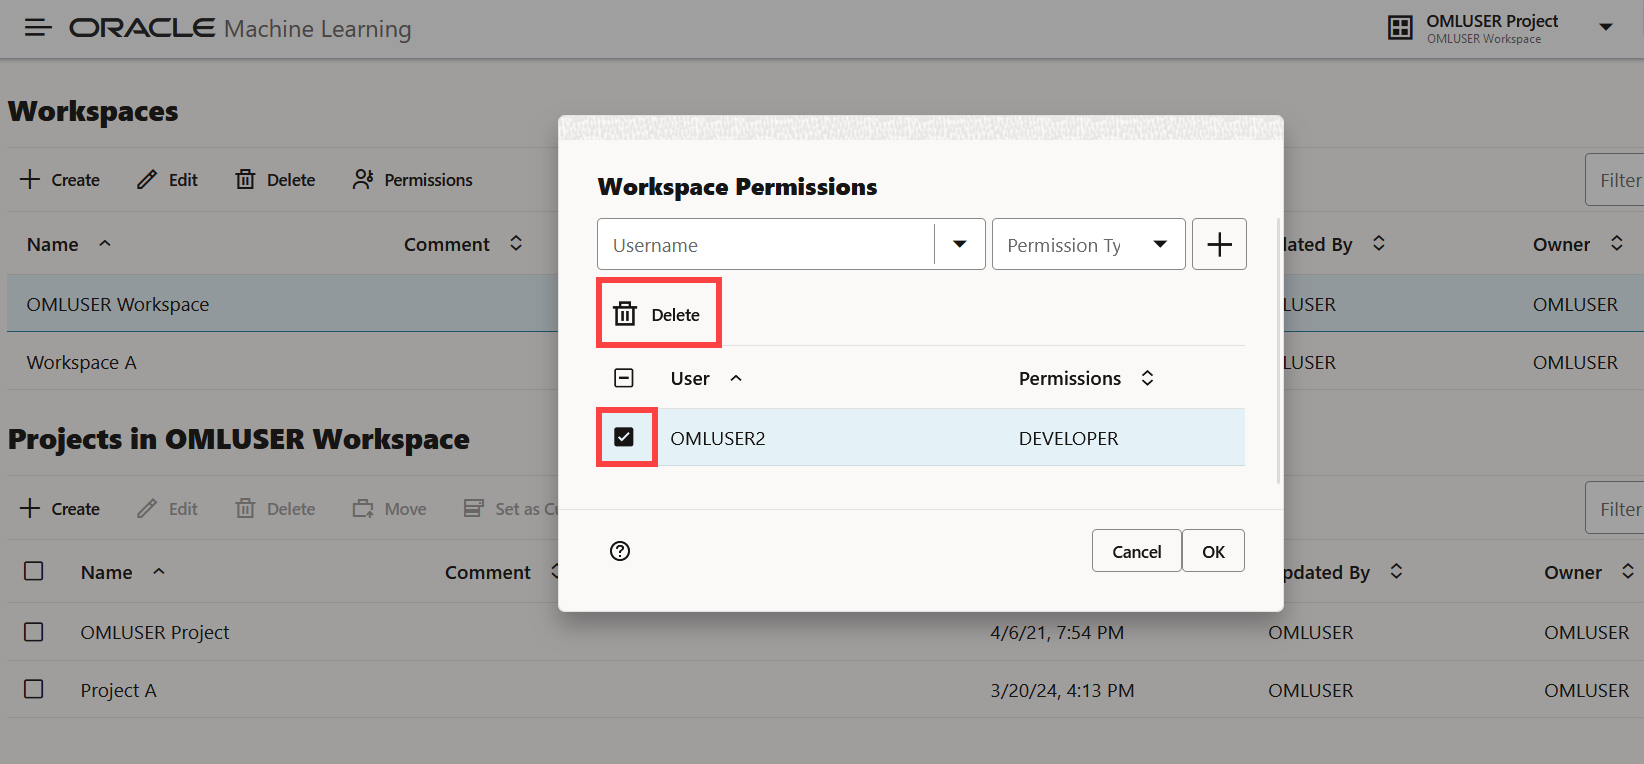 ORACLE Machine Learning
OMLUSER Project
OMLUSER Workspace
Workspaces
Create Edit Delete Permissions
Filter
Name Comment lated By Owner
OMLUSER Workspace LUSER OMLUSER
Workspace A LUSER OMLUSER
Workspace Permissions
Username Permission Ty
Delete
User Permissions
OMLUSER2 DEVELOPER
Cancel OK
Projects in OMLUSER Workspace
Create Edit Delete Move Set as Cu
Filter
Name Comment pdated By Owner
OMLUSER Project 4/6/21, 7:54 PM OMLUSER OMLUSER
Project A 3/20/24, 4:13 PM OMLUSER OMLUSER